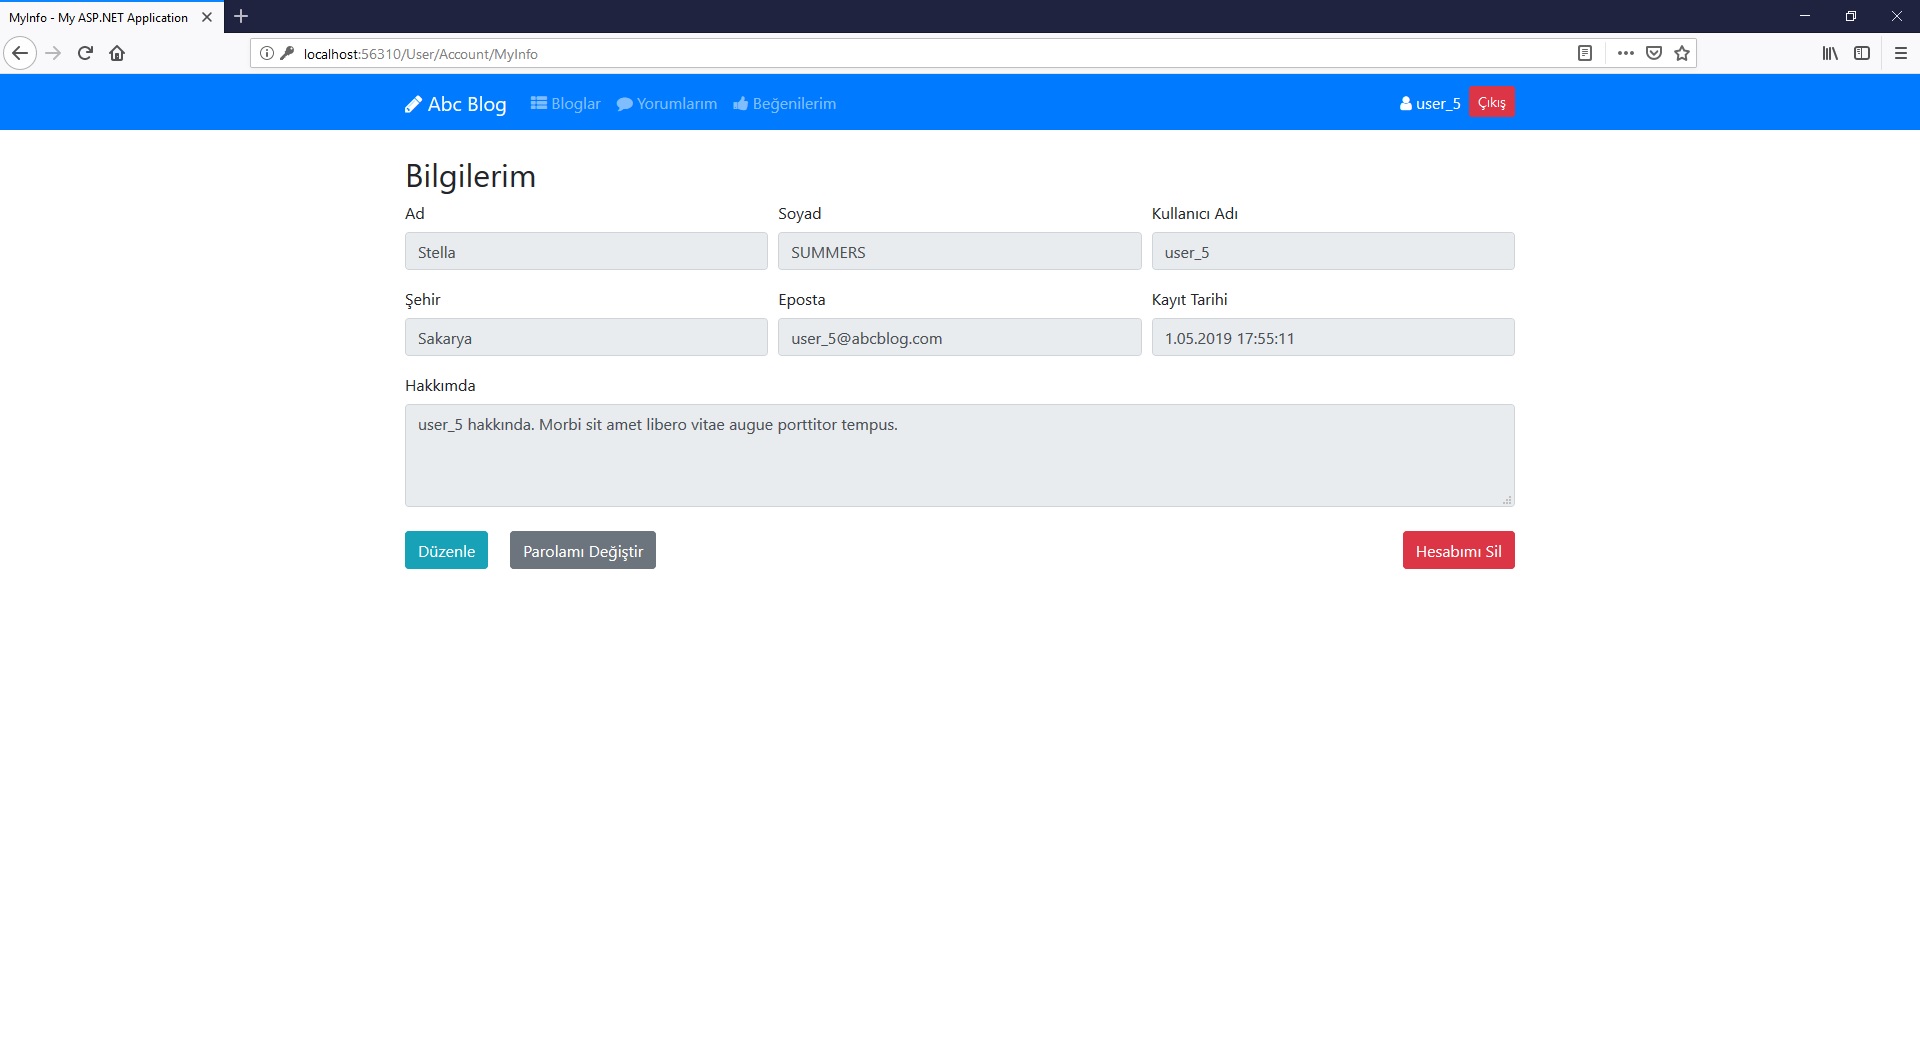 MyInfo - My ASP.NET Application
localhost:56310/User/Account/MyInfo
Abc Blog Bloglar Yorumlarım Beğenilerim user_5 Çıkış
Bilgilerim
Ad Soyad Kullanıcı Adı
Stella SUMMERS user_5
Şehir Eposta Kayıt Tarihi
Sakarya user_5@abcblog.com 1.05.2019 17:55:11
Hakkımda
user_5 hakkında. Morbi sit amet libero vitae augue porttitor tempus.
Düzenle Parolamı Değiştir Hesabımı Sil